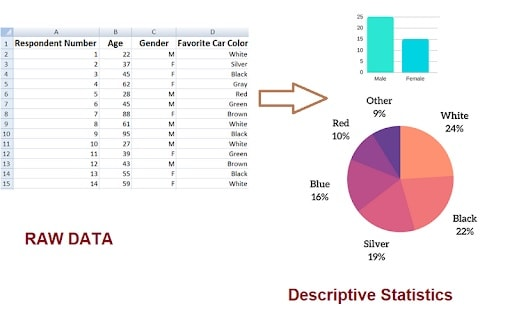 A B C D
1 Respondent Number Age Gender Favorite Car Color
2 1 22 M White
3 2 37 F Silver
4 3 45 F Black
5 4 62 F Gray
6 5 28 M Red
7 6 45 M Green
8 7 88 F Brown
9 8 61 M White
10 9 95 M Black
11 10 27 M White
12 11 39 F Green
12 12 43 M Brown
14 13 55 F Black
15 14 59 F White
RAW DATA
25
20
15
10
5
0
Male Female
Other
9%
White
24%
Red
10%
Blue
16%
Black
22%
Silver
19%
Descriptive Statistics